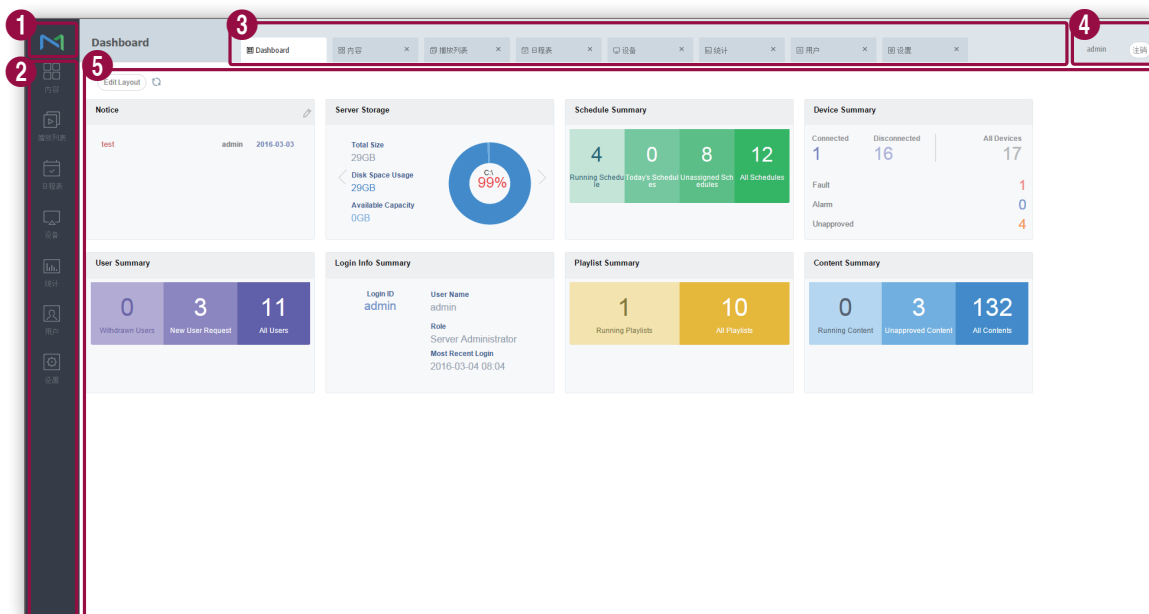 1
2
3
4
5
Dashboard
Dashboard
内容 ×
播放列表 ×
日程表 ×
设备 ×
统计 ×
用户 ×
设置 ×
admin
注销
内容
播放列表
日程表
设备
统计
用户
设置
Edit Layout
Notice
test admin 2016-03-03
Server Storage
Total Size
29GB
Disk Space Usage
29GB
Available Capacity
0GB
C:\
99%
Schedule Summary
4 0 8 12
Running Schedu
le
Today's Schedul
es
Unassigned Sch
edules
All Schedules
Device Summary
Connected Disconnected All Devices
1 16 17
Fault 1
Alarm 0
Unapproved 4
User Summary
0 3 11
Withdrawn Users New User Request All Users
Login Info Summary
Login ID
admin
User Name
admin
Role
Server Administrator
Most Recent Login
2016-03-04 08:04
Playlist Summary
1 10
Running Playlists All Playlists
Content Summary
0 3 132
Running Content Unapproved Content All Contents